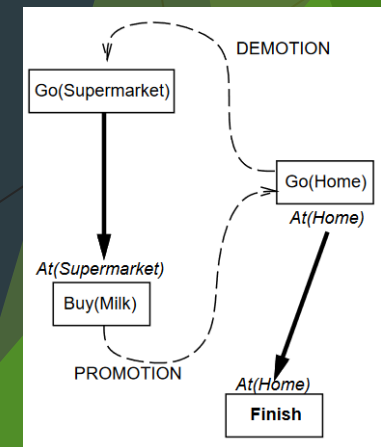 DEMOTION
Go(Supermarket)
Go(Home)
At(Home)
At(Supermarket)
Buy(Milk)
PROMOTION
At(Home)
Finish